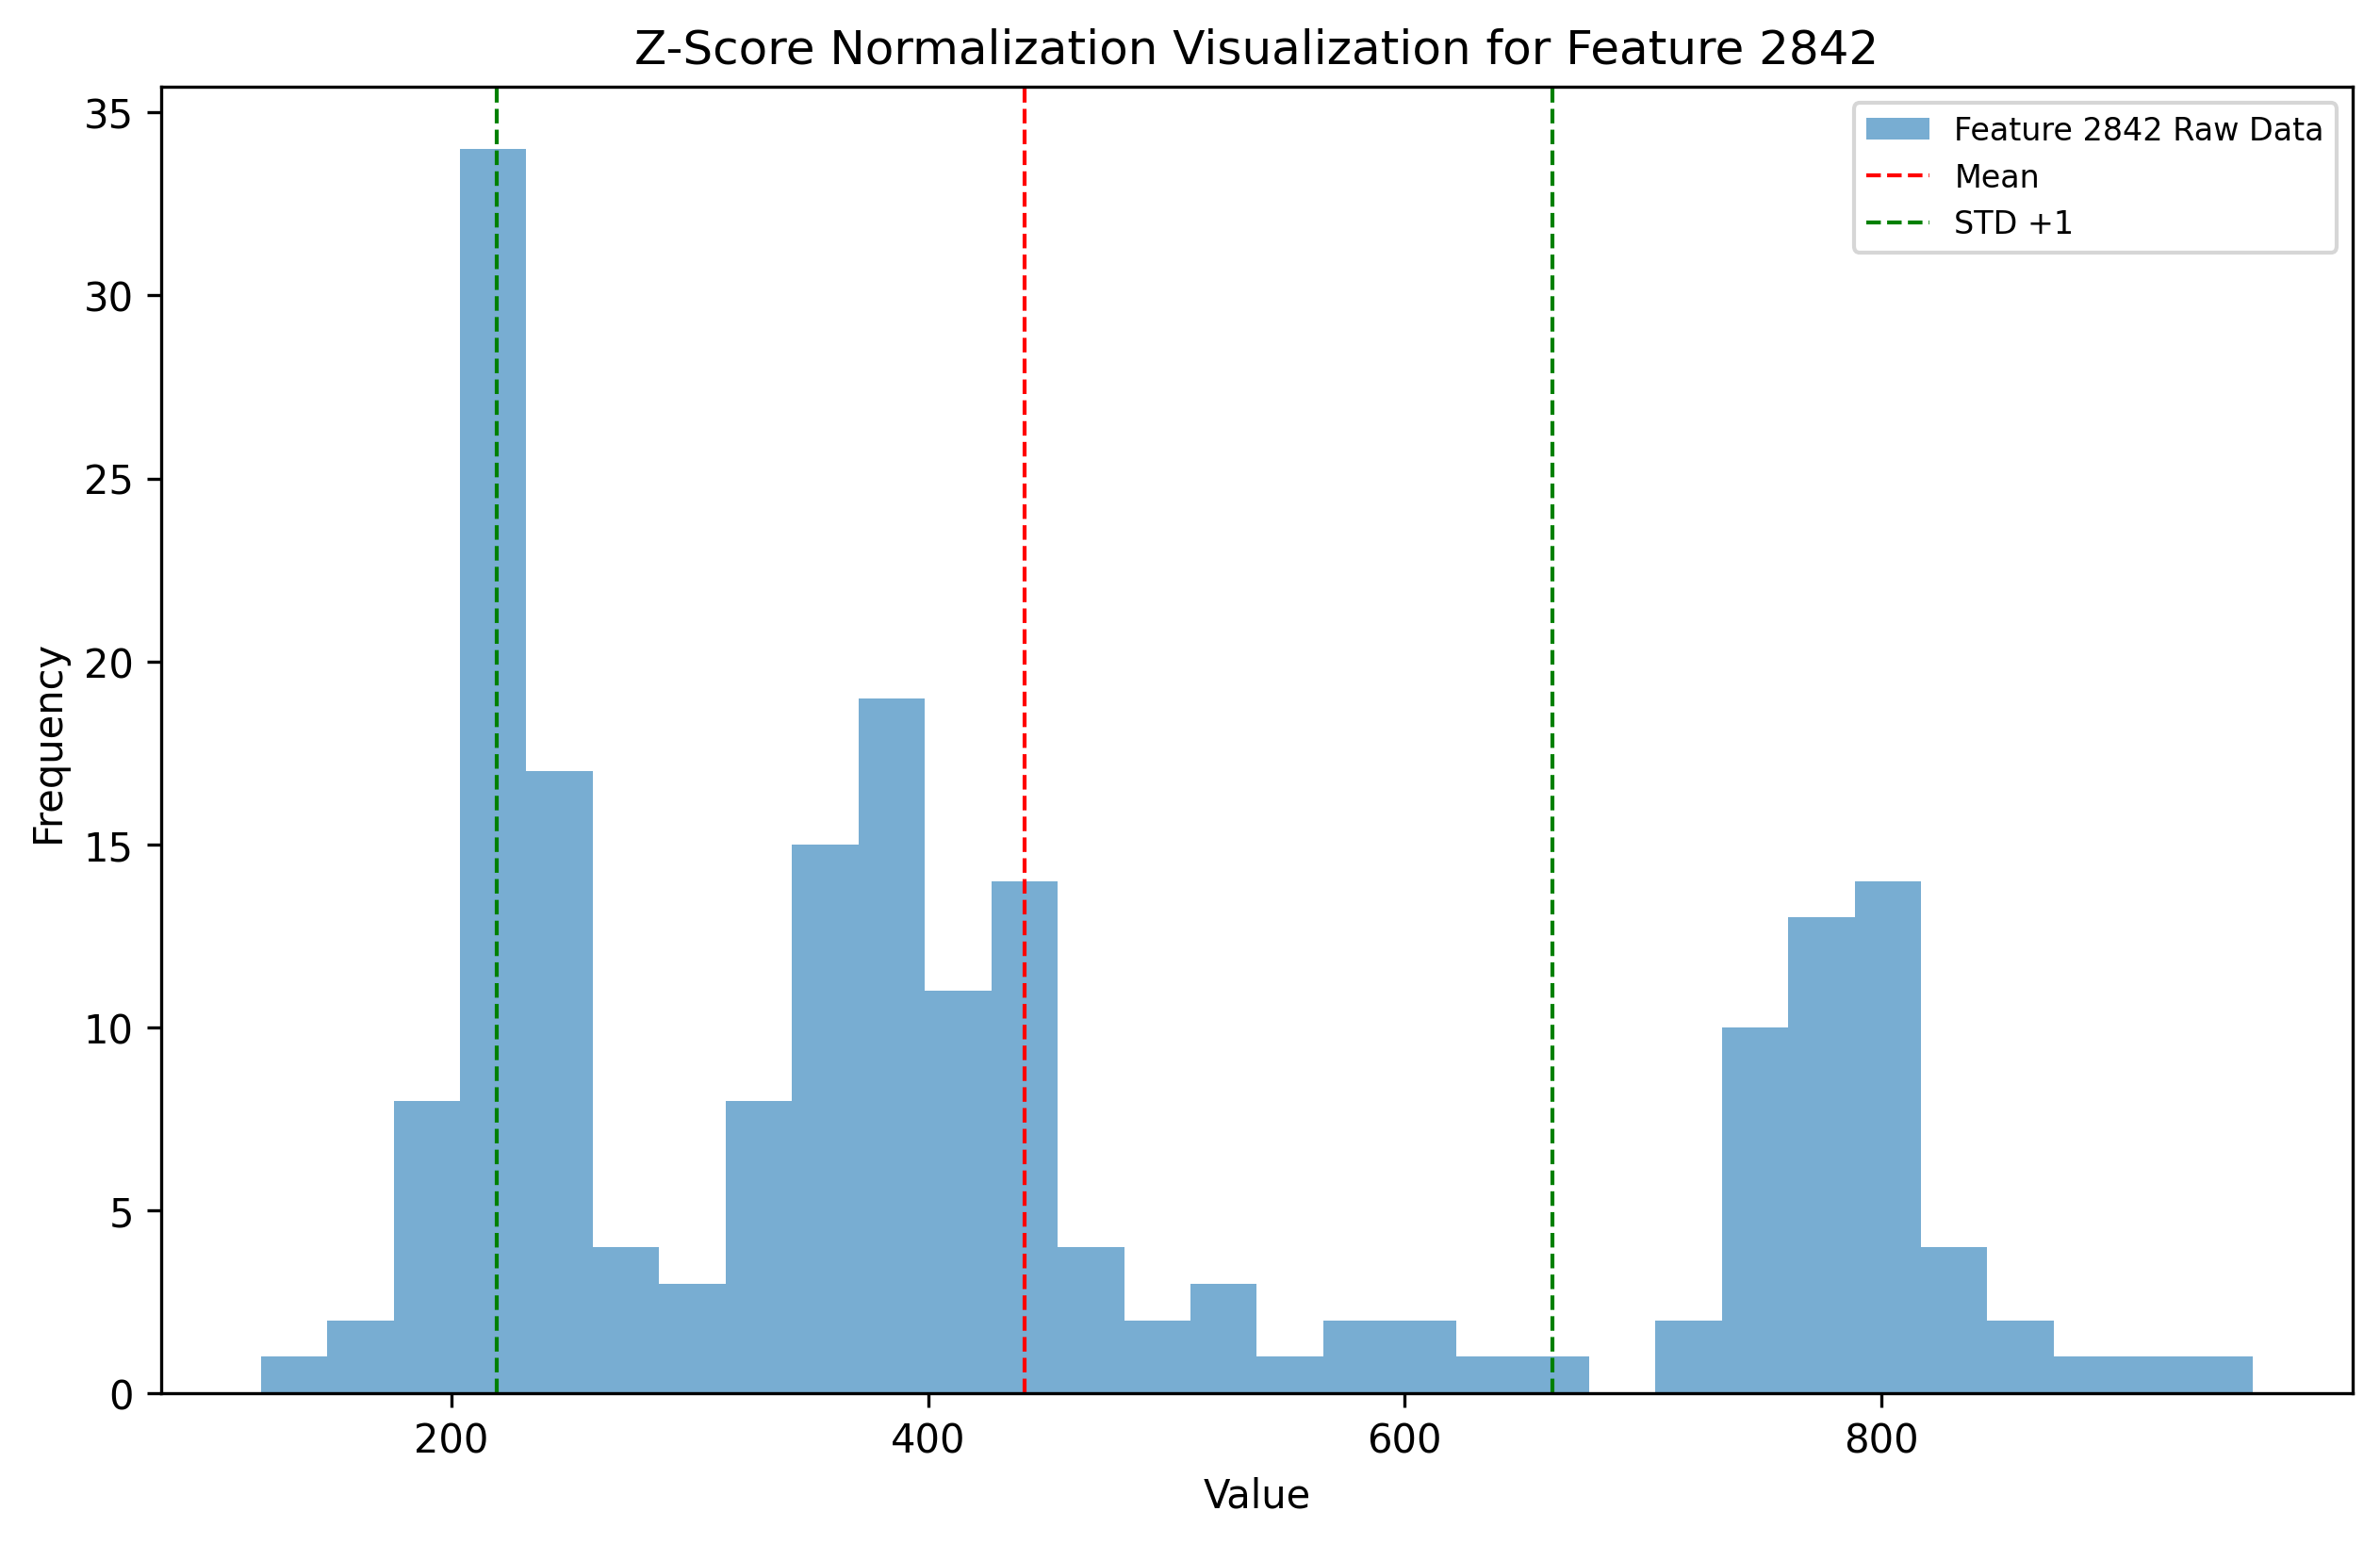 Z-Score Normalization Visualization for Feature 2842
Feature 2842 Raw Data
Mean
STD +1
35
30
25
20
15
10
5
0
Frequency
200
400
600
800
Value